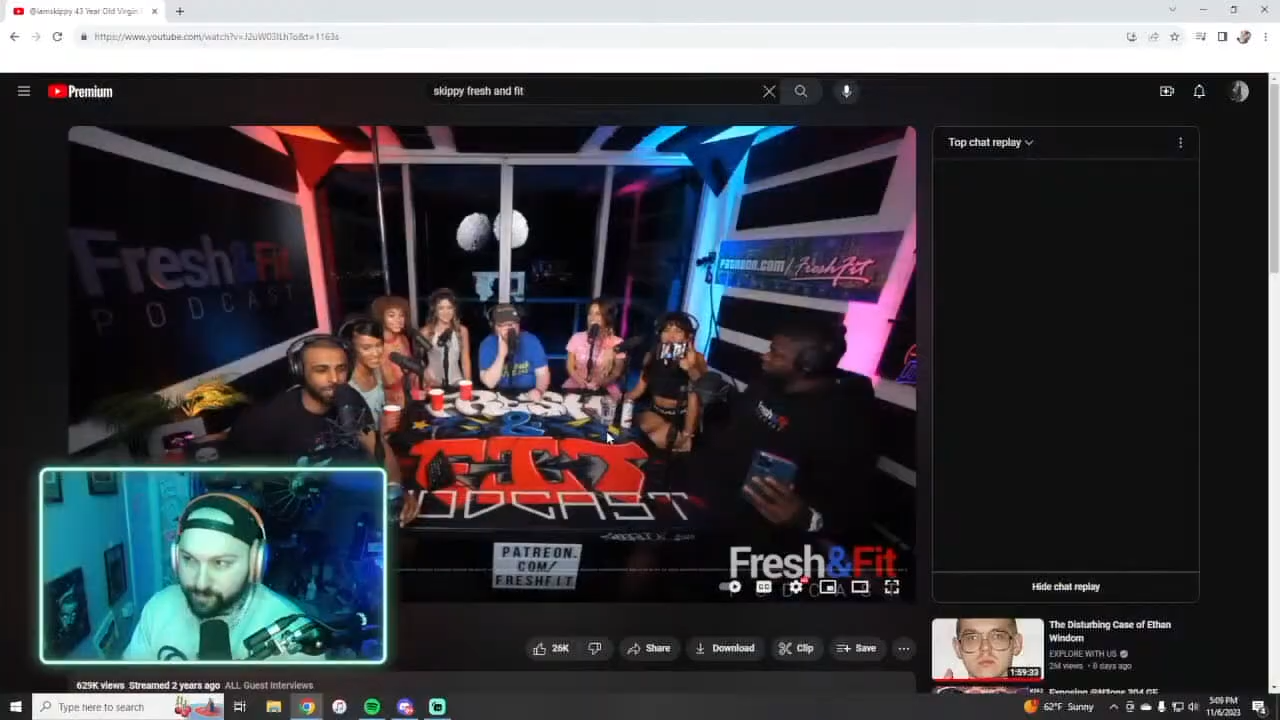 @iamskippy 43 Year Old Virgin
https://www.youtube.com/watch?v=J2uW03ILhTo&t=1163s
Premium
skippy fresh and fit
Top chat replay
Fresh&Fit
PODCAST
PATREON.COM/FreshFit
FRESH
&
FIT
PODCAST
PATREON.
COM/
FRESHFIT
Fresh&Fit
Hide chat replay
26K
Share
Download
Clip
Save
629K views Streamed 2 years ago ALL Guest Interviews
The Disturbing Case of Ethan
Windom
EXPLORE WITH US
2M views • 8 days ago
1:59:33
Type here to search
62°F Sunny
5:09 PM
11/6/2023